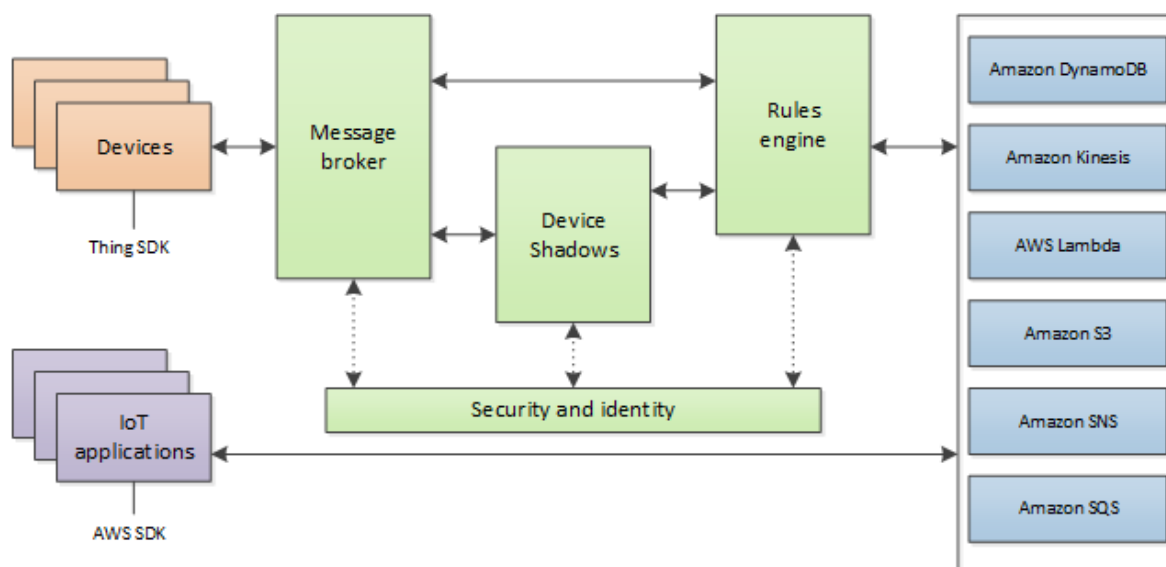 Devices
Thing SDK
Message
broker
Device
Shadows
Rules
engine
Security and identity
IoT
applications
AWS SDK
Amazon DynamoDB
Amazon Kinesis
AWS Lambda
Amazon S3
Amazon SNS
Amazon SQS